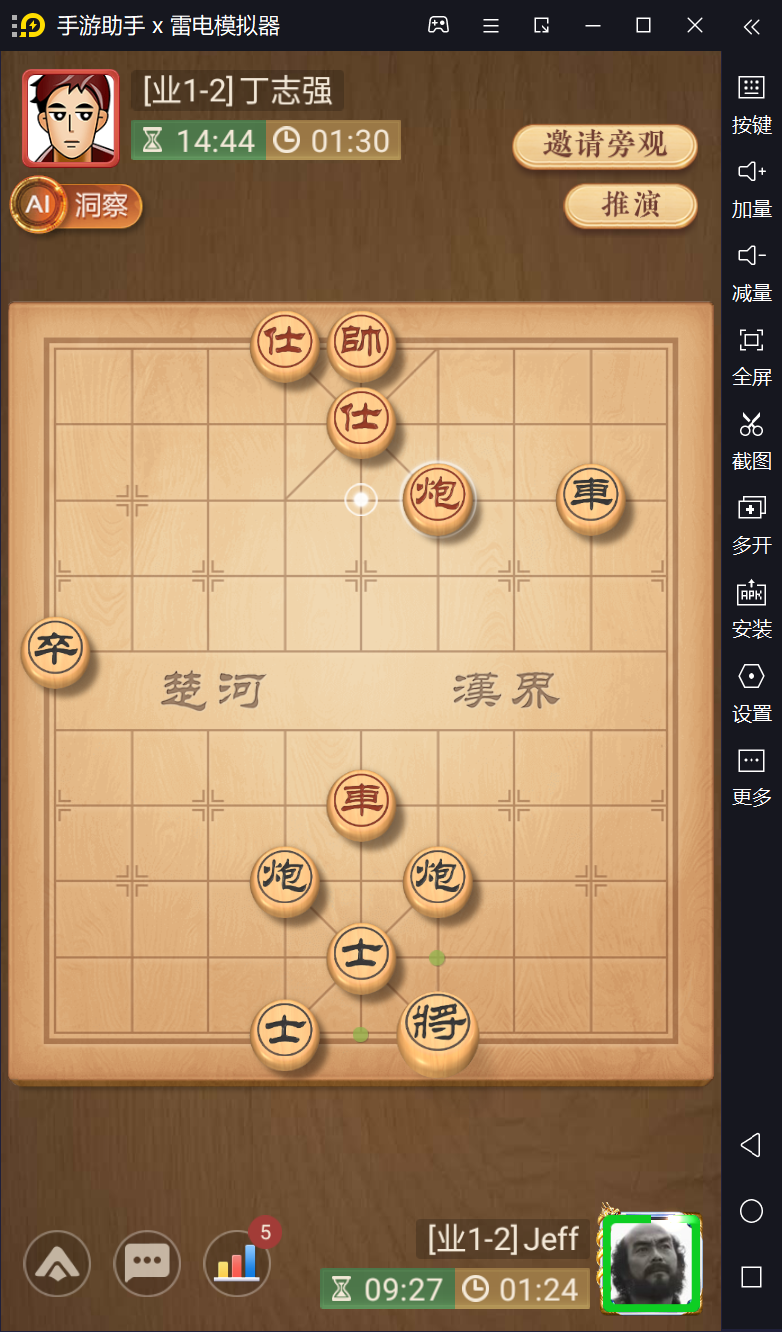 手游助手 x 雷电模拟器
[业1-2]丁志强
14:44 01:30
邀请旁观
AI 洞察
推演
仕 帥
仕
炮 車
卒
楚河 漢界
車
炮 炮
士
士 將
5
[业1-2]Jeff
09:27 01:24
按键
加量
减量
全屏
截图
多开
APK
安装
设置
更多